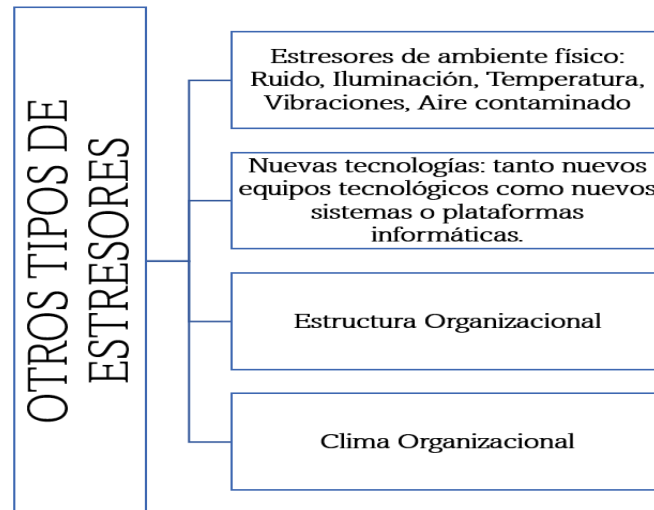 OTROS TIPOS DE
ESTRESORES
Estresores de ambiente físico:
Ruido, Iluminación, Temperatura,
Vibraciones, Aire contaminado
Nuevas tecnologías: tanto nuevos
equipos tecnológicos como nuevos
sistemas o plataformas
informáticas.
Estructura Organizacional
Clima Organizacional